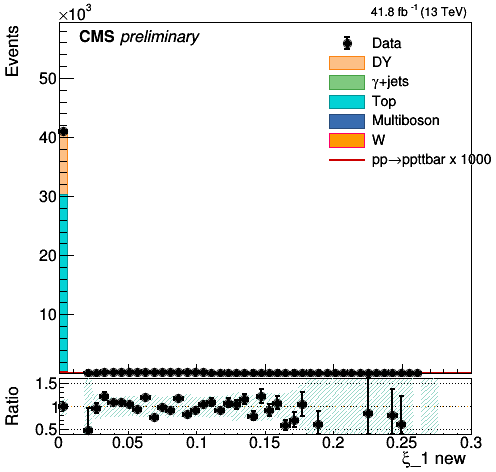 ×10³
41.8 fb⁻¹ (13 TeV)
CMS preliminary
Events
Data
DY
γ+jets
Top
Multiboson
W
pp→ppttbar x 1000
50
40
30
20
10
Ratio
1.5
1
0.5
0 0.05 0.1 0.15 0.2 0.25 0.3
ξ_1 new